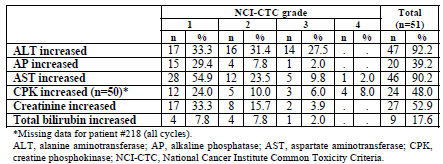 NCI-CTC grade Total
1 2 3 4 (n=51)
n % n % n % n % n %
ALT increased 17 33.3 16 31.4 14 27.5 . . 47 92.2
AP increased 15 29.4 4 7.8 1 2.0 . . 20 39.2
AST increased 28 54.9 12 23.5 5 9.8 1 2.0 46 90.2
CPK increased (n=50)* 12 24.0 5 10.0 3 6.0 4 8.0 24 48.0
Creatinine increased 17 33.3 8 15.7 2 3.9 . . 27 52.9
Total bilirubin increased 4 7.8 4 7.8 1 2.0 . . 9 17.6
*Missing data for patient #218 (all cycles).
ALT, alanine aminotransferase; AP, alkaline phosphatase; AST, aspartate aminotransferase; CPK,
creatine phosphokinase; NCI-CTC, National Cancer Institute Common Toxicity Criteria.